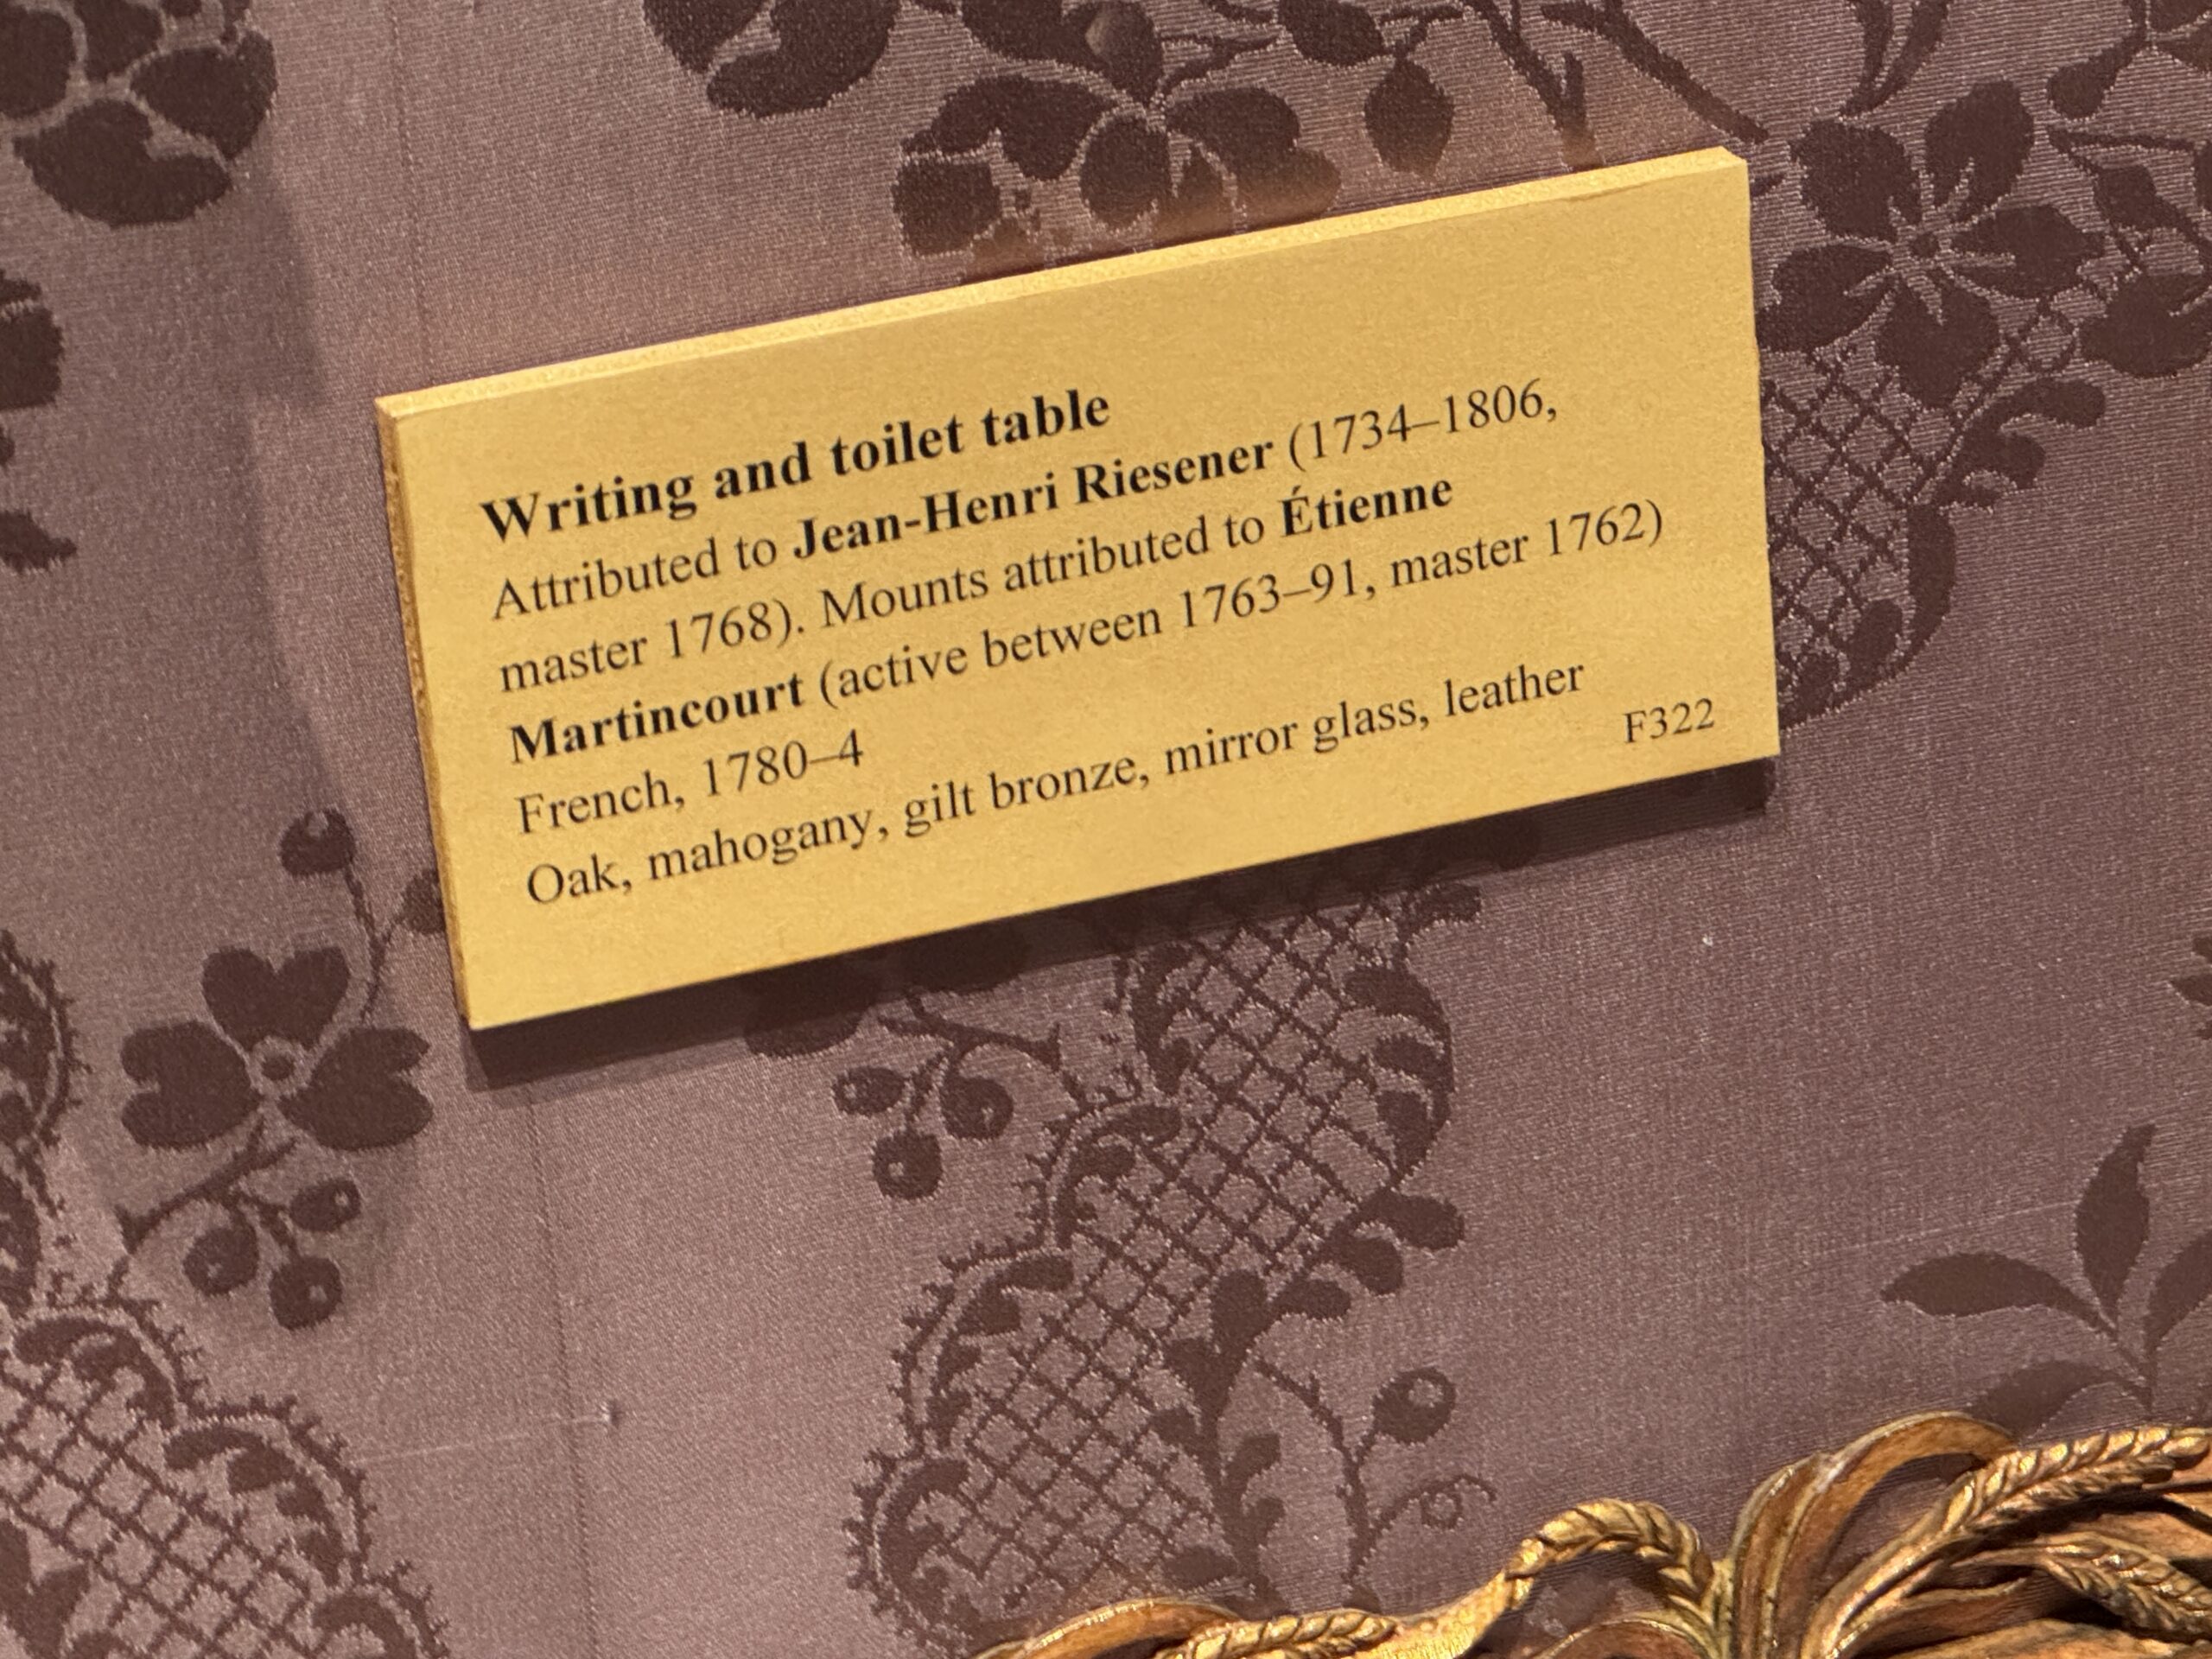 Writing and toilet table
Attributed to Jean-Henri Riesener (1734–1806,
master 1768). Mounts attributed to Étienne
Martincourt (active between 1763–91, master 1762)
French, 1780–4
Oak, mahogany, gilt bronze, mirror glass, leather
F322